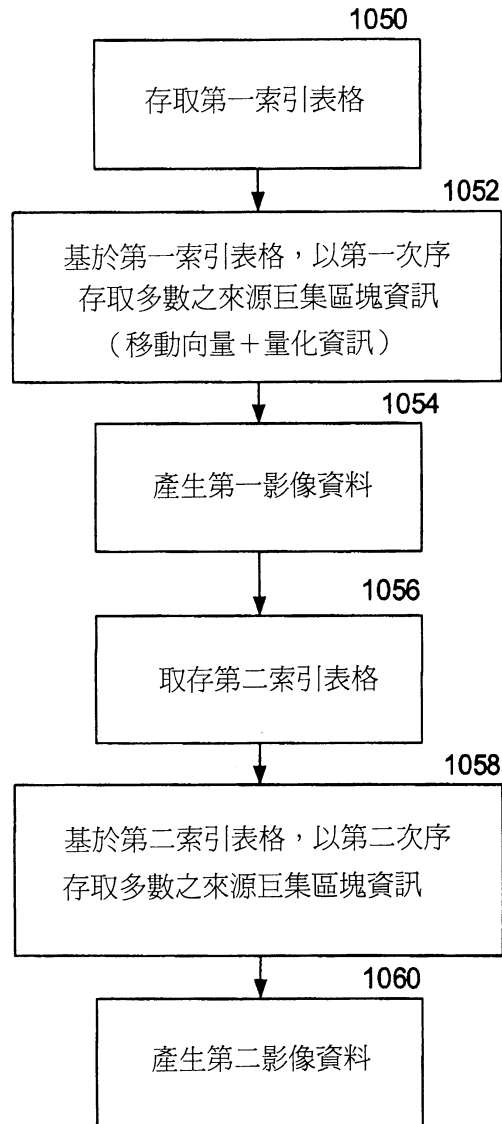 1050
存取第一索引表格
1052
基於第一索引表格，以第一次序
存取多數之來源巨集區塊資訊
（移動向量＋量化資訊）
1054
產生第一影像資料
1056
取存第二索引表格
1058
基於第二索引表格，以第二次序
存取多數之來源巨集區塊資訊
1060
產生第二影像資料